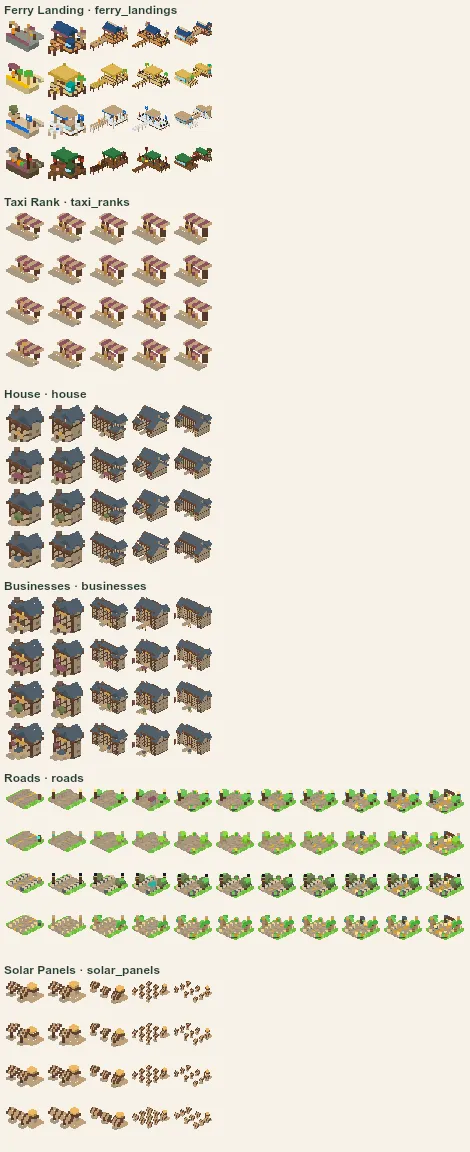 Ferry Landing · ferry_landings
Taxi Rank · taxi_ranks
House · house
Businesses · businesses
Roads · roads
Solar Panels · solar_panels